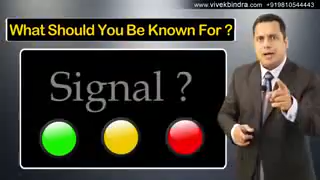 www.vivekbindra.com +919810544443
What Should You Be Known For ?
Signal ?